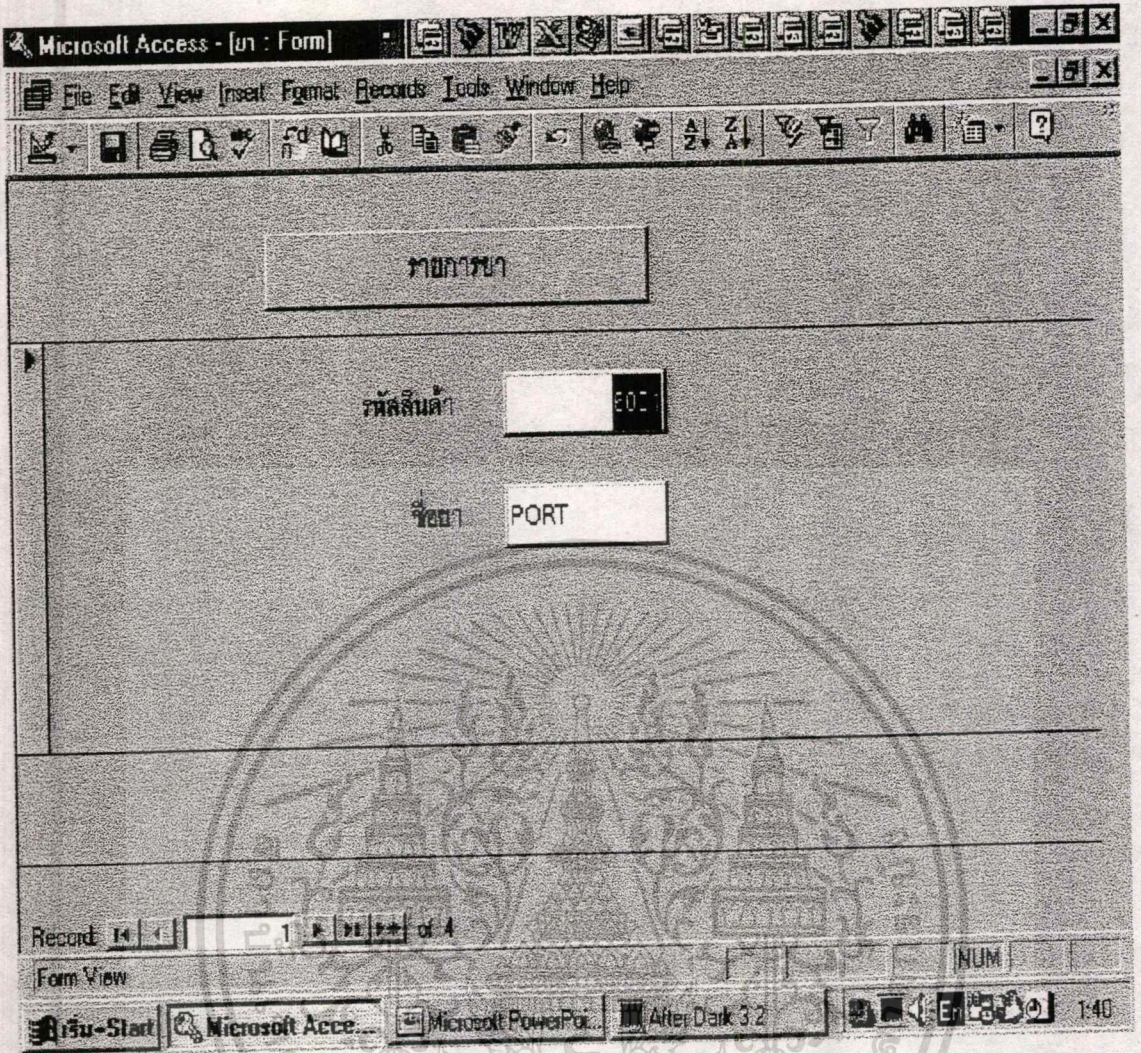 Microsoft Access - [ยา : Form]
File Edit View Insert Format Records Tools Window Help
รายการยา
รหัสสินค้า
ชื่อยา PORT
Record: 1 of 4
Form View NUM
เริ่ม-Start Microsoft Acce... Microsoft PowerPoi... After Dark 3.2 En 1:40